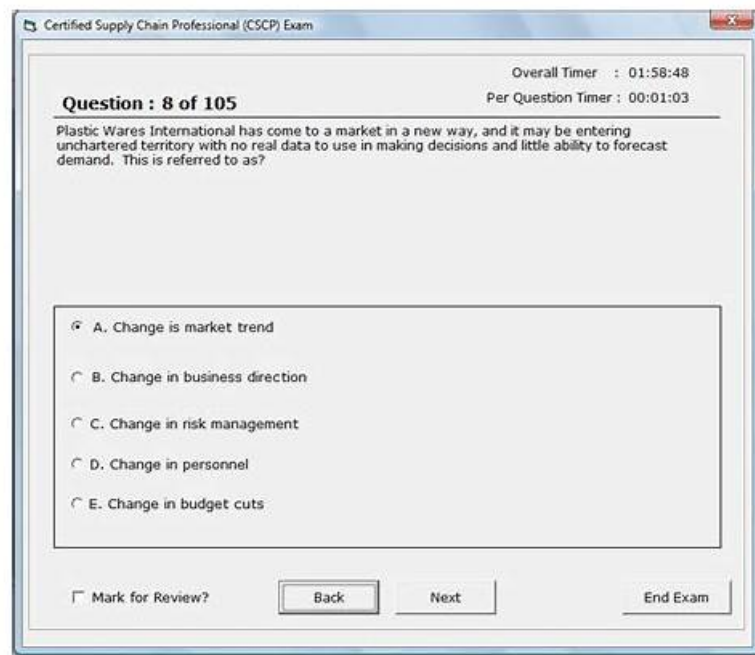 Certified Supply Chain Professional (CSCP) Exam
Overall Timer : 01:58:48
Question : 8 of 105
Per Question Timer : 00:01:03
Plastic Wares International has come to a market in a new way, and it may be entering
unchartered territory with no real data to use in making decisions and little ability to forecast
demand. This is referred to as?
A. Change is market trend
B. Change in business direction
C. Change in risk management
D. Change in personnel
E. Change in budget cuts
Mark for Review?
Back
Next
End Exam